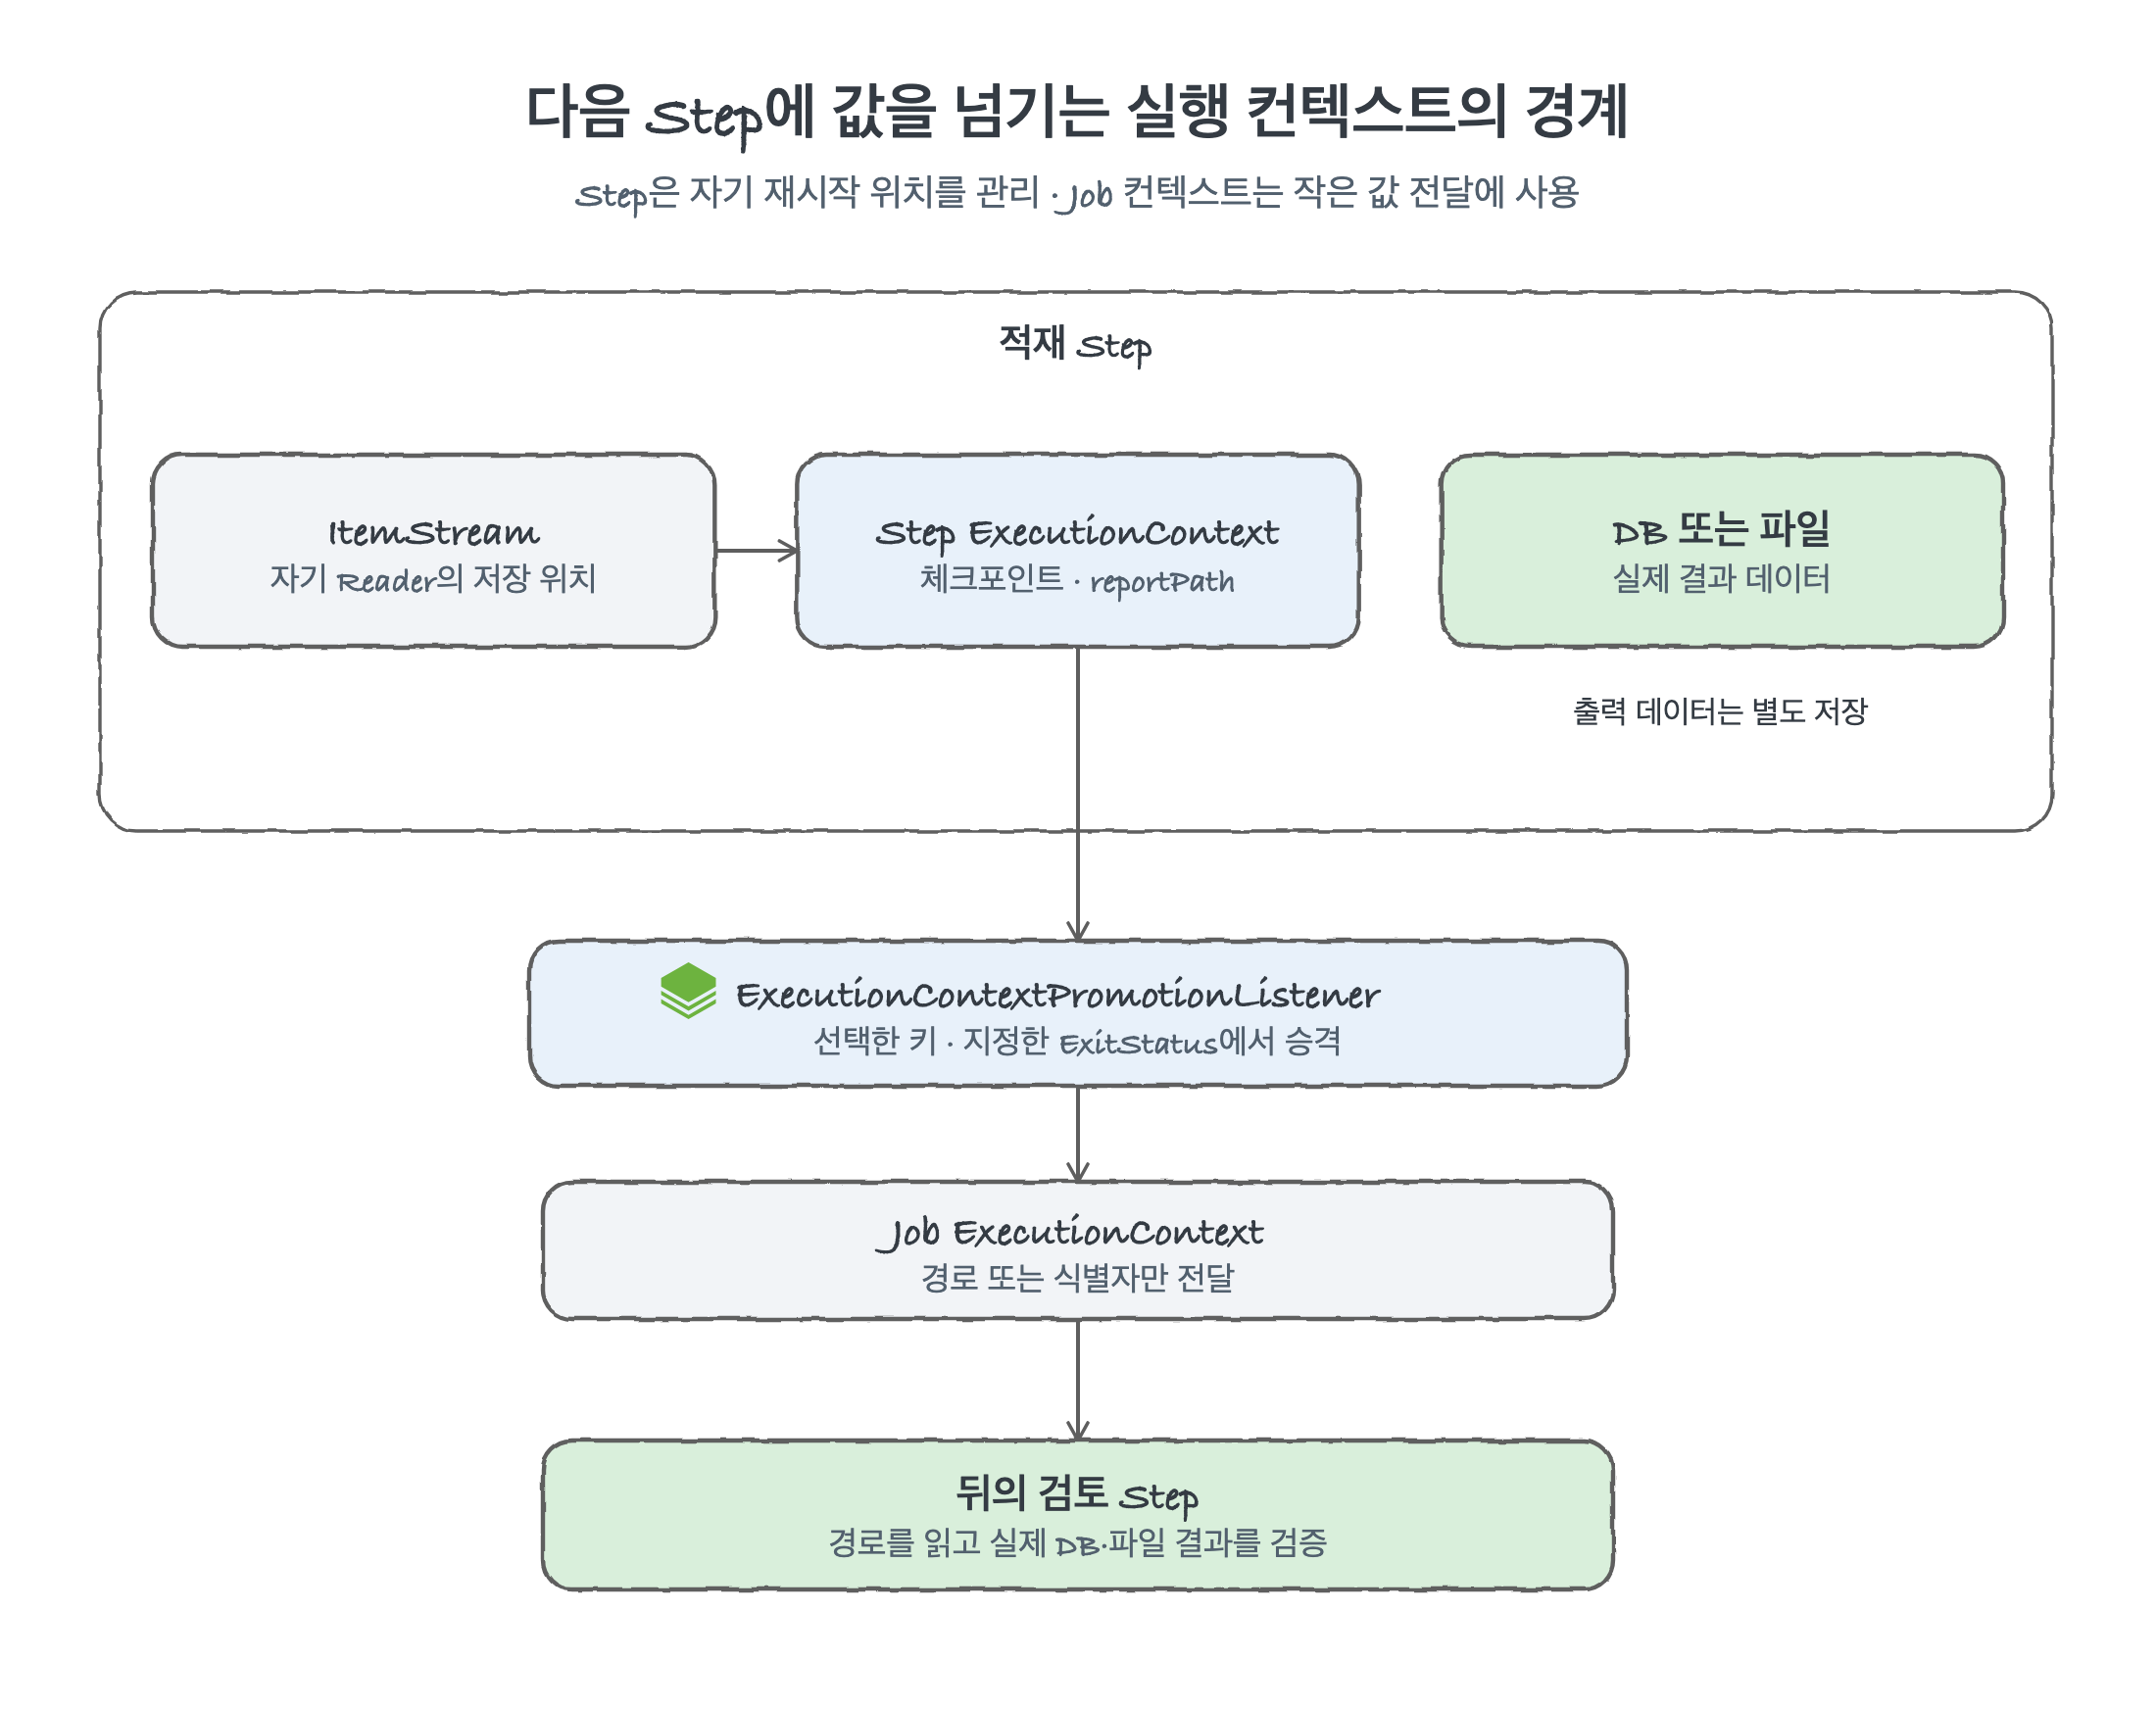 다음 Step에 값을 넘기는 실행 컨텍스트의 경계
Step은 자기 재시작 위치를 관리 · Job 컨텍스트는 작은 값 전달에 사용
적재 Step
ItemStream
자기 Reader의 저장 위치
Step ExecutionContext
체크포인트 · reportPath
DB 또는 파일
실제 결과 데이터
출력 데이터는 별도 저장
ExecutionContextPromotionListener
선택한 키 · 지정한 ExitStatus에서 승격
Job ExecutionContext
경로 또는 식별자만 전달
뒤의 검토 Step
경로를 읽고 실제 DB·파일 결과를 검증